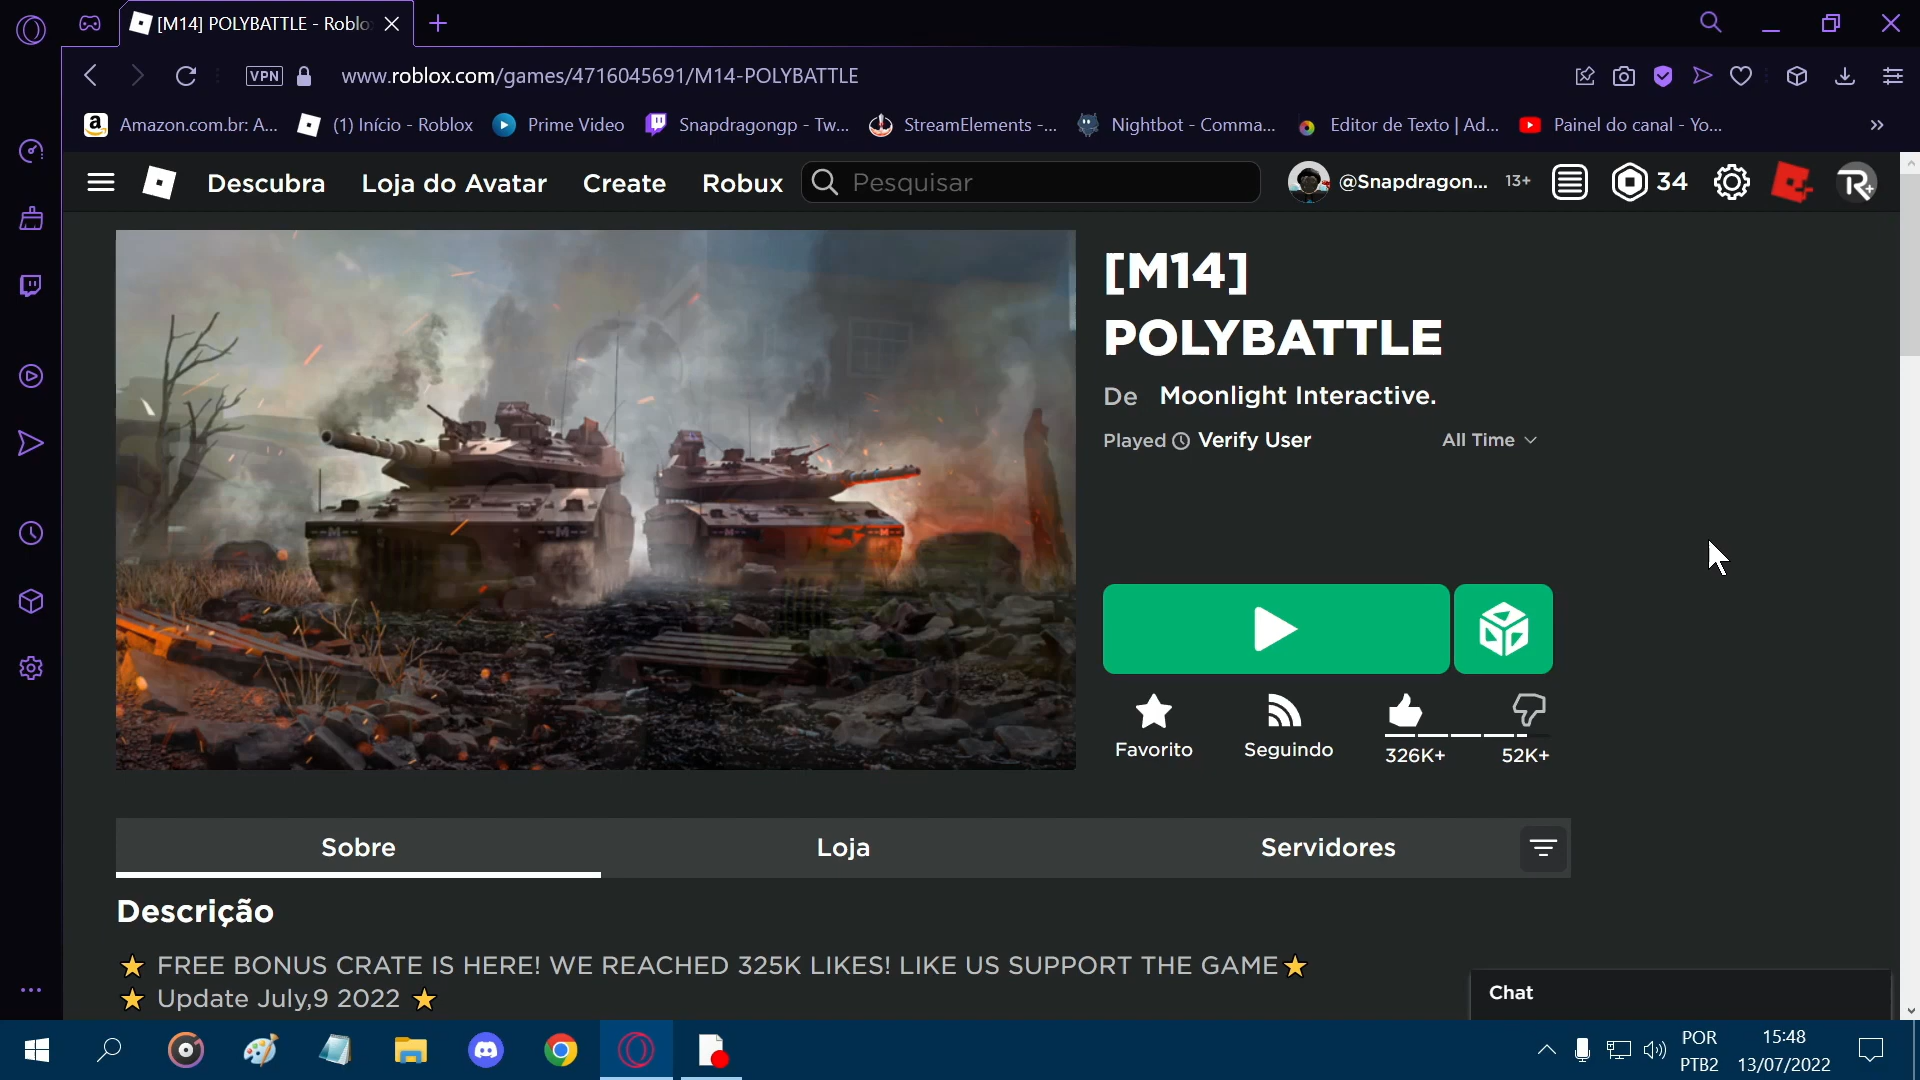 [M14] POLYBATTLE - Roblo
VPN
www.roblox.com/games/4716045691/M14-POLYBATTLE
Amazon.com.br: A...
(1) Início - Roblox
Prime Video
Snapdragongp - Tw...
StreamElements -...
Nightbot - Comma...
Editor de Texto | Ad...
Painel do canal - Yo...
»
Descubra
Loja do Avatar
Create
Robux
Pesquisar
@Snapdragon...
13+
34
R+
[M14]
POLYBATTLE
De Moonlight Interactive.
Played Verify User
All Time
Favorito
Seguindo
326K+
52K+
Sobre
Loja
Servidores
Descrição
⭐ FREE BONUS CRATE IS HERE! WE REACHED 325K LIKES! LIKE US SUPPORT THE GAME⭐
⭐ Update July,9 2022 ⭐
Chat
POR
PTB2
15:48
13/07/2022